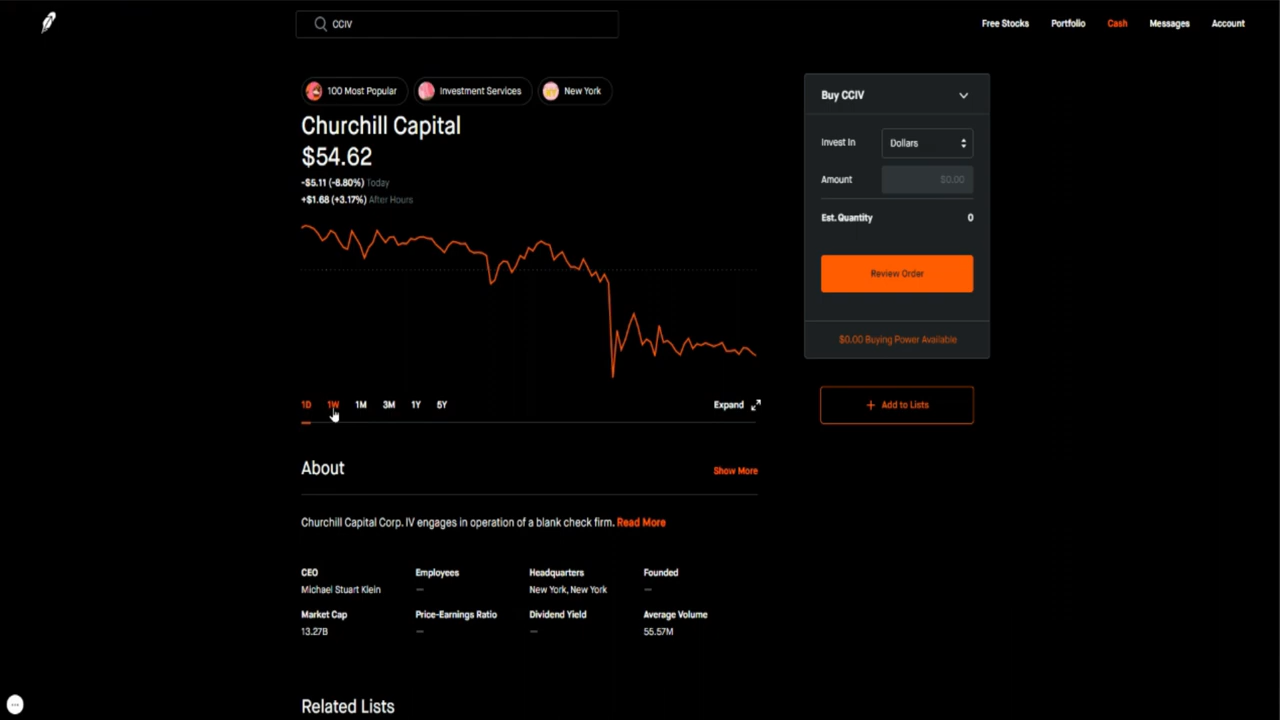 CCIV
Free Stocks Portfolio Cash Messages Account
100 Most Popular Investment Services New York
Churchill Capital
$54.62
-$5.11 (-8.80%) Today
+$1.68 (+3.17%) After Hours
Buy CCIV
Invest In Dollars
Amount $0.00
Est. Quantity 0
Review Order
$0.00 Buying Power Available
1D 1W 1M 3M 1Y 5Y Expand
+ Add to Lists
About Show More
Churchill Capital Corp. IV engages in operation of a blank check firm. Read More
CEO Employees Headquarters Founded
Michael Stuart Klein — New York, New York —
Market Cap Price-Earnings Ratio Dividend Yield Average Volume
13.27B — — 55.57M
Related Lists